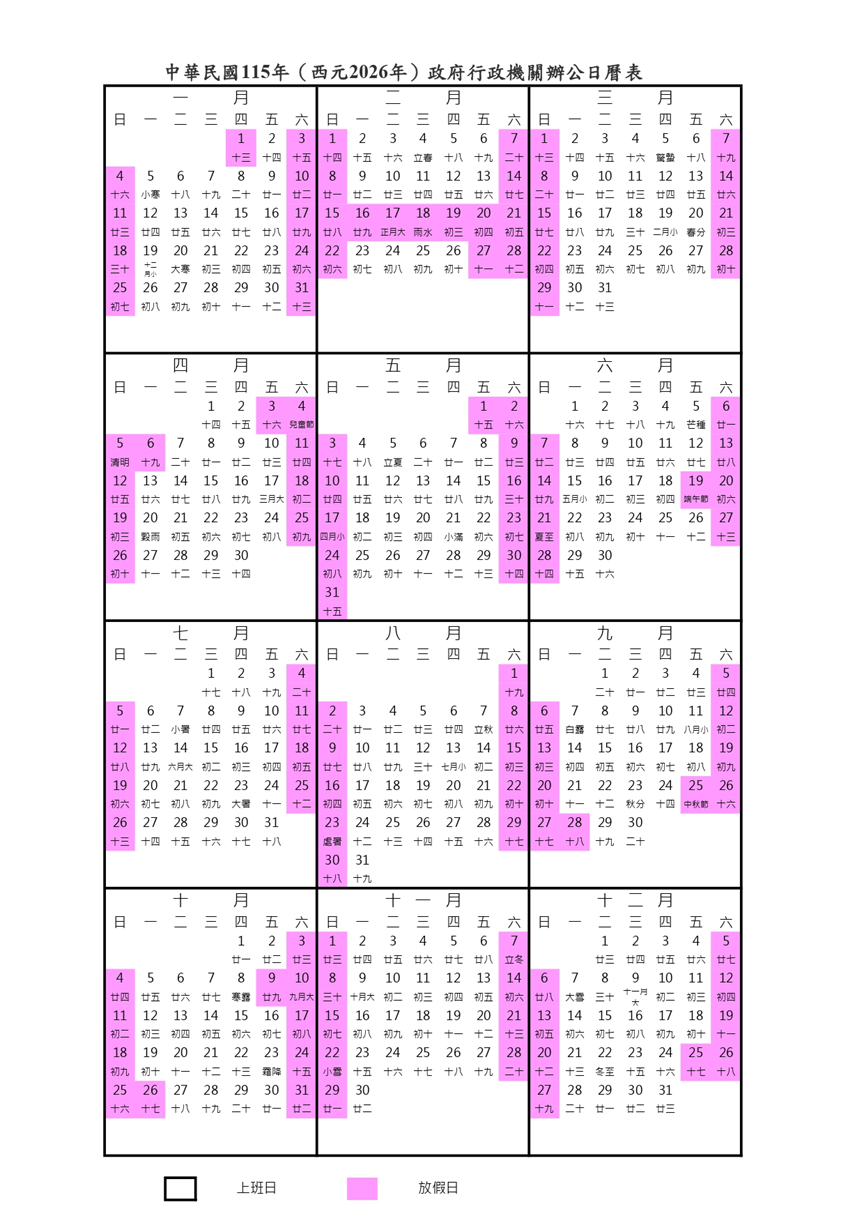 中華民國115年（西元2026年）政府行政機關辦公日曆表
一 月
日 一 二 三 四 五 六
1 2 3
十三 十四 十五
4 5 6 7 8 9 10
十六 小寒 十八 十九 二十 廿一 廿二
11 12 13 14 15 16 17
廿三 廿四 廿五 廿六 廿七 廿八 廿九
18 19 20 21 22 23 24
三十 十二月小 大寒 初三 初四 初五 初六
25 26 27 28 29 30 31
初七 初八 初九 初十 十一 十二 十三
二 月
日 一 二 三 四 五 六
1 2 3 4 5 6 7
十四 十五 十六 立春 十八 十九 二十
8 9 10 11 12 13 14
廿一 廿二 廿三 廿四 廿五 廿六 廿七
15 16 17 18 19 20 21
廿八 廿九 正月大 雨水 初三 初四 初五
22 23 24 25 26 27 28
初六 初七 初八 初九 初十 十一 十二
三 月
日 一 二 三 四 五 六
1 2 3 4 5 6 7
十三 十四 十五 十六 驚蟄 十八 十九
8 9 10 11 12 13 14
二十 廿一 廿二 廿三 廿四 廿五 廿六
15 16 17 18 19 20 21
廿七 廿八 廿九 三十 二月小 春分 初三
22 23 24 25 26 27 28
初四 初五 初六 初七 初八 初九 初十
29 30 31
十一 十二 十三
四 月
日 一 二 三 四 五 六
1 2 3 4
十四 十五 十六 兒童節
5 6 7 8 9 10 11
清明 十九 二十 廿一 廿二 廿三 廿四
12 13 14 15 16 17 18
廿五 廿六 廿七 廿八 廿九 三月大 初二
19 20 21 22 23 24 25
初三 穀雨 初五 初六 初七 初八 初九
26 27 28 29 30
初十 十一 十二 十三 十四
五 月
日 一 二 三 四 五 六
1 2
十五 十六
3 4 5 6 7 8 9
十七 十八 立夏 二十 廿一 廿二 廿三
10 11 12 13 14 15 16
廿四 廿五 廿六 廿七 廿八 廿九 三十
17 18 19 20 21 22 23
四月小 初二 初三 初四 小滿 初六 初七
24 25 26 27 28 29 30
初八 初九 初十 十一 十二 十三 十四
31
十五
六 月
日 一 二 三 四 五 六
1 2 3 4 5 6
十六 十七 十八 十九 芒種 廿一
7 8 9 10 11 12 13
廿二 廿三 廿四 廿五 廿六 廿七 廿八
14 15 16 17 18 19 20
廿九 五月小 初二 初三 初四 端午節 初六
21 22 23 24 25 26 27
夏至 初八 初九 初十 十一 十二 十三
28 29 30
十四 十五 十六
七 月
日 一 二 三 四 五 六
1 2 3 4
十七 十八 十九 二十
5 6 7 8 9 10 11
廿一 廿二 小暑 廿四 廿五 廿六 廿七
12 13 14 15 16 17 18
廿八 廿九 六月大 初二 初三 初四 初五
19 20 21 22 23 24 25
初六 初七 初八 初九 大暑 十一 十二
26 27 28 29 30 31
十三 十四 十五 十六 十七 十八
八 月
日 一 二 三 四 五 六
1
十九
2 3 4 5 6 7 8
二十 廿一 廿二 廿三 廿四 立秋 廿六
9 10 11 12 13 14 15
廿七 廿八 廿九 三十 七月小 初二 初三
16 17 18 19 20 21 22
初四 初五 初六 初七 初八 初九 初十
23 24 25 26 27 28 29
處暑 十二 十三 十四 十五 十六 十七
30 31
十八 十九
九 月
日 一 二 三 四 五 六
1 2 3 4 5
二十 廿一 廿二 廿三 廿四
6 7 8 9 10 11 12
廿五 白露 廿七 廿八 廿九 八月小 初二
13 14 15 16 17 18 19
初三 初四 初五 初六 初七 初八 初九
20 21 22 23 24 25 26
初十 十一 十二 秋分 十四 中秋節 十六
27 28 29 30
十七 十八 十九 二十
十 月
日 一 二 三 四 五 六
1 2 3
廿一 廿二 廿三
4 5 6 7 8 9 10
廿四 廿五 廿六 廿七 寒露 廿九 九月大
11 12 13 14 15 16 17
初二 初三 初四 初五 初六 初七 初八
18 19 20 21 22 23 24
初九 初十 十一 十二 十三 霜降 十五
25 26 27 28 29 30 31
十六 十七 十八 十九 二十 廿一 廿二
十 一 月
日 一 二 三 四 五 六
1 2 3 4 5 6 7
廿三 廿四 廿五 廿六 廿七 廿八 立冬
8 9 10 11 12 13 14
三十 十月大 初二 初三 初四 初五 初六
15 16 17 18 19 20 21
初七 初八 初九 初十 十一 十二 十三
22 23 24 25 26 27 28
小雪 十五 十六 十七 十八 十九 二十
29 30
廿一 廿二
十 二 月
日 一 二 三 四 五 六
1 2 3 4 5
廿三 廿四 廿五 廿六 廿七
6 7 8 9 10 11 12
廿八 大雪 三十 十一月大 初二 初三 初四
13 14 15 16 17 18 19
初五 初六 初七 初八 初九 初十 十一
20 21 22 23 24 25 26
十二 十三 冬至 十五 十六 十七 十八
27 28 29 30 31
十九 二十 廿一 廿二 廿三
上班日 放假日